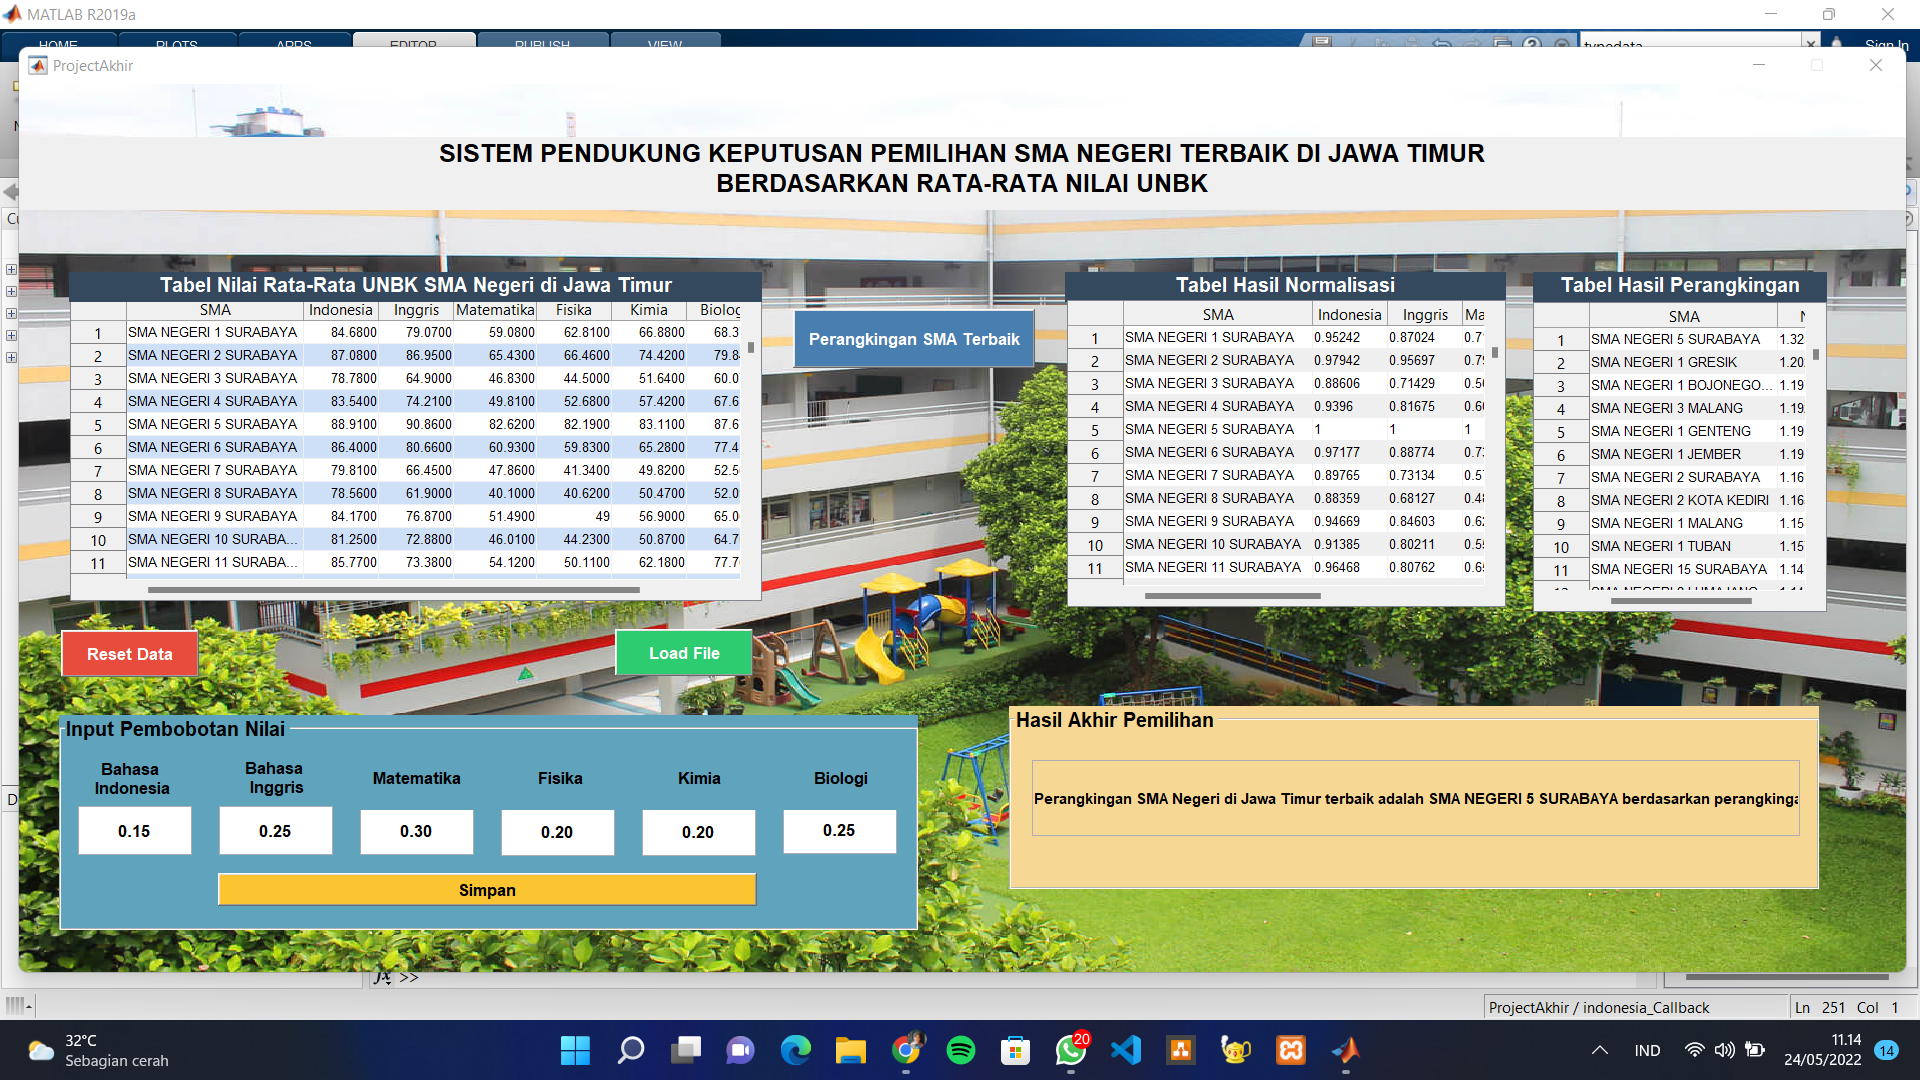 MATLAB R2019a
HOME PLOTS APPS EDITOR PUBLISH VIEW
typedata
Sign In
ProjectAkhir
SISTEM PENDUKUNG KEPUTUSAN PEMILIHAN SMA NEGERI TERBAIK DI JAWA TIMUR
BERDASARKAN RATA-RATA NILAI UNBK
Tabel Nilai Rata-Rata UNBK SMA Negeri di Jawa Timur
SMA Indonesia Inggris Matematika Fisika Kimia Biolog
1 SMA NEGERI 1 SURABAYA 84.6800 79.0700 59.0800 62.8100 66.8800 68.3
2 SMA NEGERI 2 SURABAYA 87.0800 86.9500 65.4300 66.4600 74.4200 79.8
3 SMA NEGERI 3 SURABAYA 78.7800 64.9000 46.8300 44.5000 51.6400 60.0
4 SMA NEGERI 4 SURABAYA 83.5400 74.2100 49.8100 52.6800 57.4200 67.6
5 SMA NEGERI 5 SURABAYA 88.9100 90.8600 82.6200 82.1900 83.1100 87.6
6 SMA NEGERI 6 SURABAYA 86.4000 80.6600 60.9300 59.8300 65.2800 77.4
7 SMA NEGERI 7 SURABAYA 79.8100 66.4500 47.8600 41.3400 49.8200 52.5
8 SMA NEGERI 8 SURABAYA 78.5600 61.9000 40.1000 40.6200 50.4700 52.0
9 SMA NEGERI 9 SURABAYA 84.1700 76.8700 51.4900 49 56.9000 65.0
10 SMA NEGERI 10 SURABA... 81.2500 72.8800 46.0100 44.2300 50.8700 64.7
11 SMA NEGERI 11 SURABA... 85.7700 73.3800 54.1200 50.1100 62.1800 77.7
Perangkingan SMA Terbaik
Tabel Hasil Normalisasi
SMA Indonesia Inggris Ma
1 SMA NEGERI 1 SURABAYA 0.95242 0.87024 0.7
2 SMA NEGERI 2 SURABAYA 0.97942 0.95697 0.79
3 SMA NEGERI 3 SURABAYA 0.88606 0.71429 0.56
4 SMA NEGERI 4 SURABAYA 0.9396 0.81675 0.60
5 SMA NEGERI 5 SURABAYA 1 1 1
6 SMA NEGERI 6 SURABAYA 0.97177 0.88774 0.73
7 SMA NEGERI 7 SURABAYA 0.89765 0.73134 0.57
8 SMA NEGERI 8 SURABAYA 0.88359 0.68127 0.48
9 SMA NEGERI 9 SURABAYA 0.94669 0.84603 0.62
10 SMA NEGERI 10 SURABAYA 0.91385 0.80211 0.55
11 SMA NEGERI 11 SURABAYA 0.96468 0.80762 0.65
Tabel Hasil Perangkingan
SMA
1 SMA NEGERI 5 SURABAYA 1.32
2 SMA NEGERI 1 GRESIK 1.20
3 SMA NEGERI 1 BOJONEGO... 1.19
4 SMA NEGERI 3 MALANG 1.19
5 SMA NEGERI 1 GENTENG 1.19
6 SMA NEGERI 1 JEMBER 1.19
7 SMA NEGERI 2 SURABAYA 1.16
8 SMA NEGERI 2 KOTA KEDIRI 1.16
9 SMA NEGERI 1 MALANG 1.15
10 SMA NEGERI 1 TUBAN 1.15
11 SMA NEGERI 15 SURABAYA 1.14
Reset Data
Load File
Input Pembobotan Nilai
Bahasa Indonesia
Bahasa Inggris
Matematika
Fisika
Kimia
Biologi
0.15 0.25 0.30 0.20 0.20 0.25
Simpan
Hasil Akhir Pemilihan
Perangkingan SMA Negeri di Jawa Timur terbaik adalah SMA NEGERI 5 SURABAYA berdasarkan perangkinga
fx >>
ProjectAkhir / indonesia_Callback
Ln 251 Col 1
32°C
Sebagian cerah
20
IND
11.14
24/05/2022
14